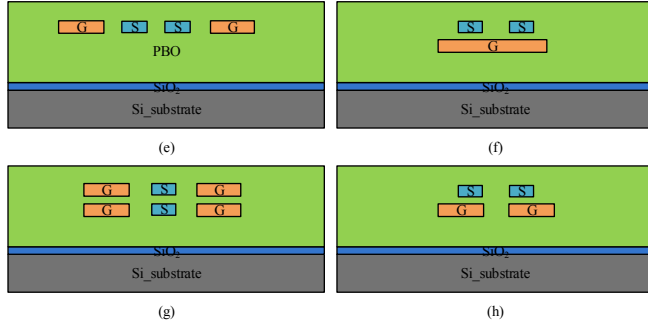 G S S G
PBO
SiO2
Si_substrate
(e)
S S
G
SiO2
Si_substrate
(f)
G S G
G S G
SiO2
Si_substrate
(g)
S S
G G
SiO2
Si_substrate
(h)